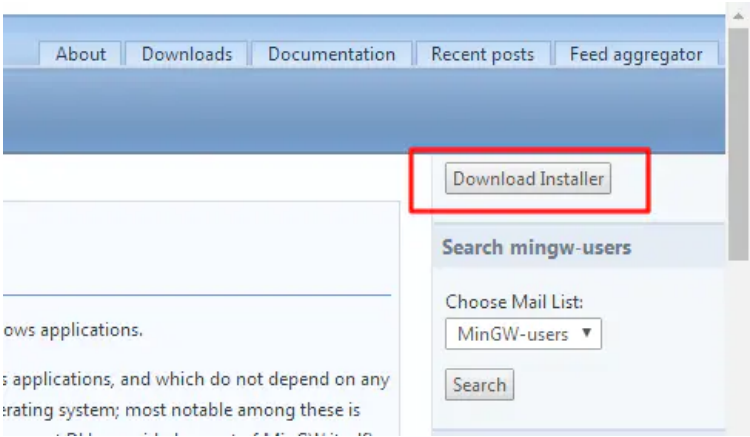 About Downloads Documentation Recent posts Feed aggregator
Download Installer
Search mingw-users
Choose Mail List:
MinGW-users
Search
ows applications.
s applications, and which do not depend on any
erating system; most notable among these is